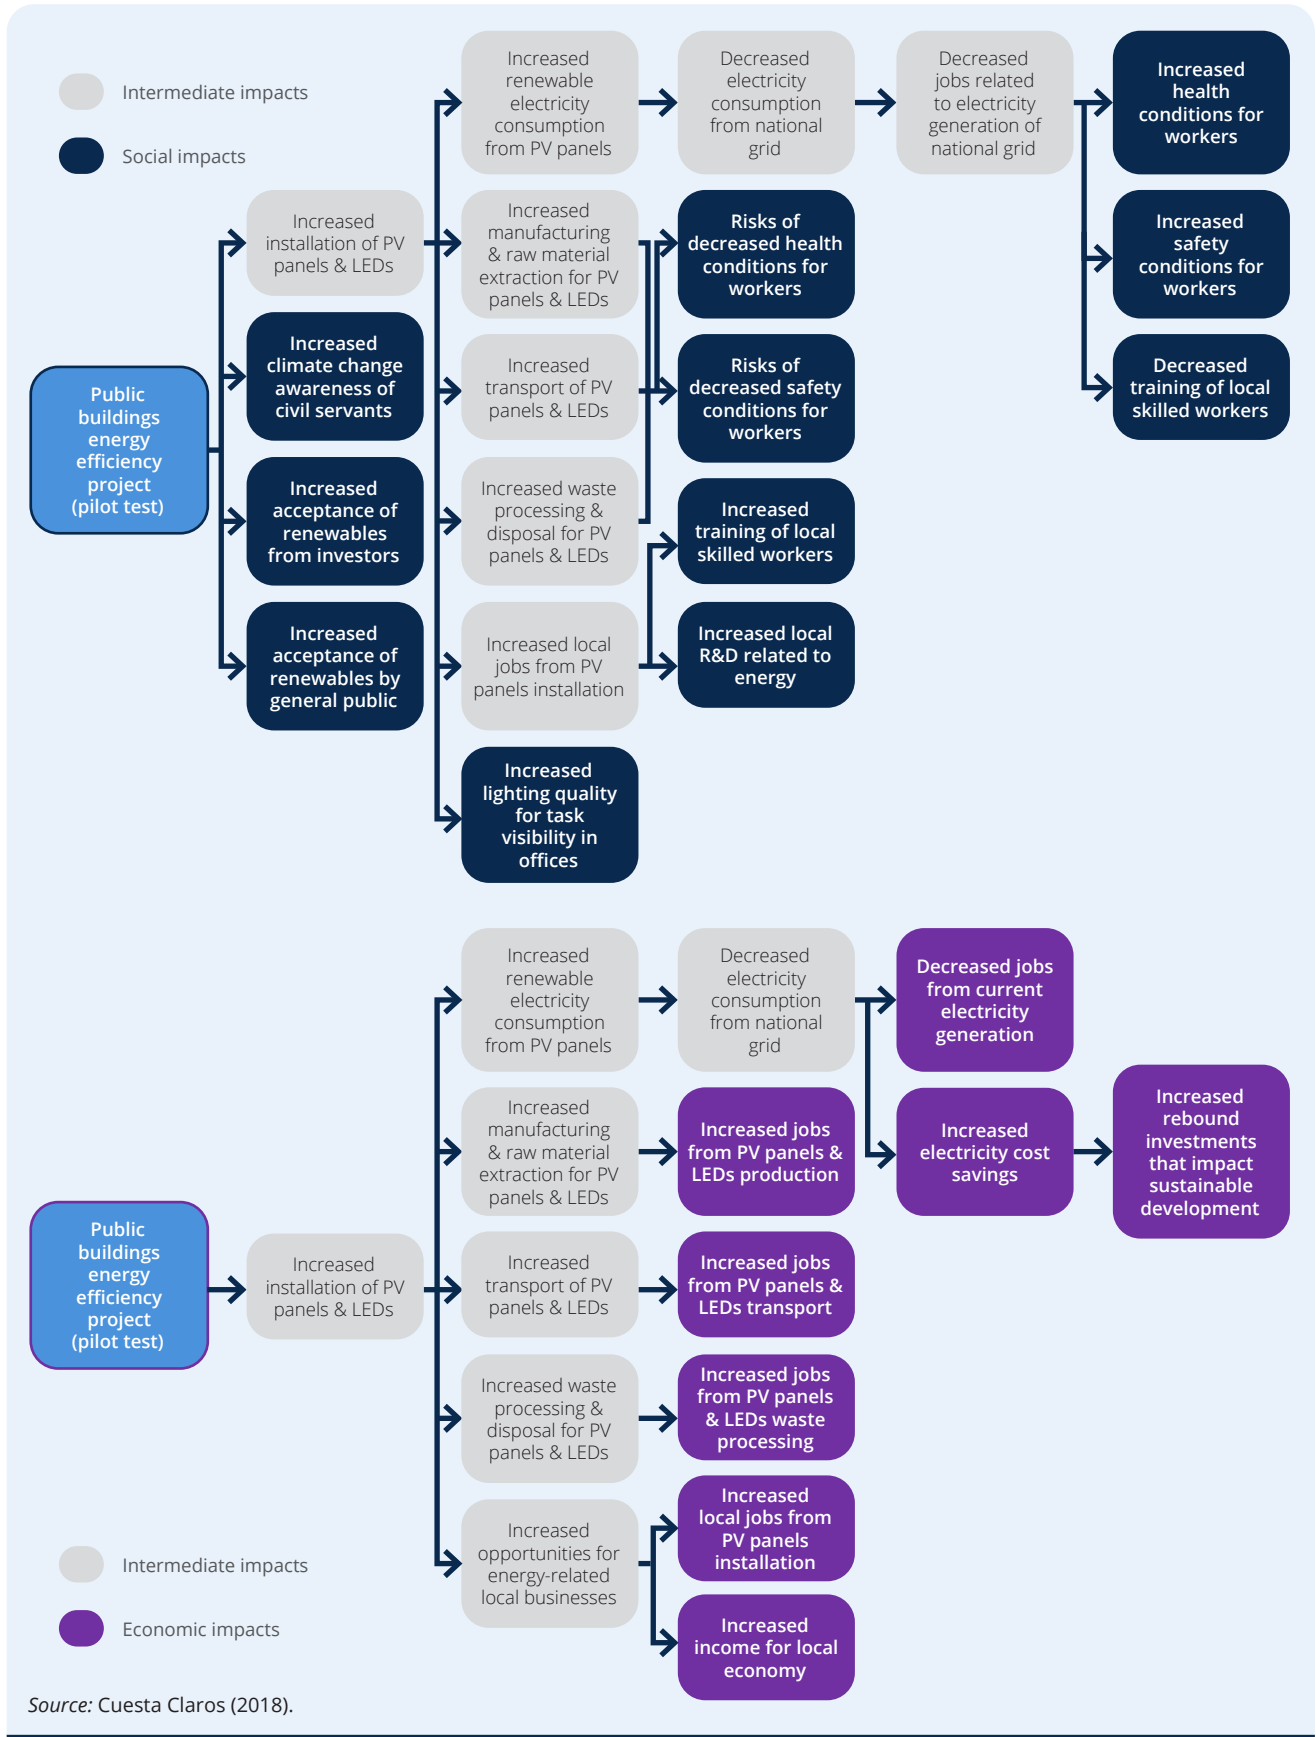 Intermediate impacts
Social impacts
Increased
renewable
electricity
consumption
from PV panels
Decreased
electricity
consumption
from national
grid
Decreased
jobs related
to electricity
generation of
national grid
Increased
health
conditions for
workers
Increased
installation of PV
panels & LEDs
Increased
manufacturing
& raw material
extraction for PV
panels & LEDs
Risks of
decreased health
conditions for
workers
Increased
safety
conditions for
workers
Public
buildings
energy
efficiency
project
(pilot test)
Increased
climate change
awareness of
civil servants
Increased
transport of PV
panels & LEDs
Risks of
decreased safety
conditions for
workers
Decreased
training of local
skilled workers
Increased
acceptance of
renewables
from investors
Increased waste
processing &
disposal for PV
panels & LEDs
Increased
training of local
skilled workers
Increased
acceptance of
renewables by
general public
Increased local
jobs from PV
panels installation
Increased local
R&D related to
energy
Increased
lighting quality
for task
visibility in
offices
Increased
renewable
electricity
consumption
from PV panels
Decreased
electricity
consumption
from national
grid
Decreased jobs
from current
electricity
generation
Increased
manufacturing
& raw material
extraction for PV
panels & LEDs
Increased jobs
from PV panels &
LEDs production
Increased
electricity cost
savings
Increased
rebound
investments
that impact
sustainable
development
Public
buildings
energy
efficiency
project
(pilot test)
Increased
installation of PV
panels & LEDs
Increased
transport of PV
panels & LEDs
Increased jobs
from PV panels &
LEDs transport
Increased waste
processing &
disposal for PV
panels & LEDs
Increased jobs
from PV panels
& LEDs waste
processing
Increased
opportunities for
energy-related
local businesses
Increased
local jobs from
PV panels
installation
Increased
income for local
economy
Intermediate impacts
Economic impacts
Source: Cuesta Claros (2018).